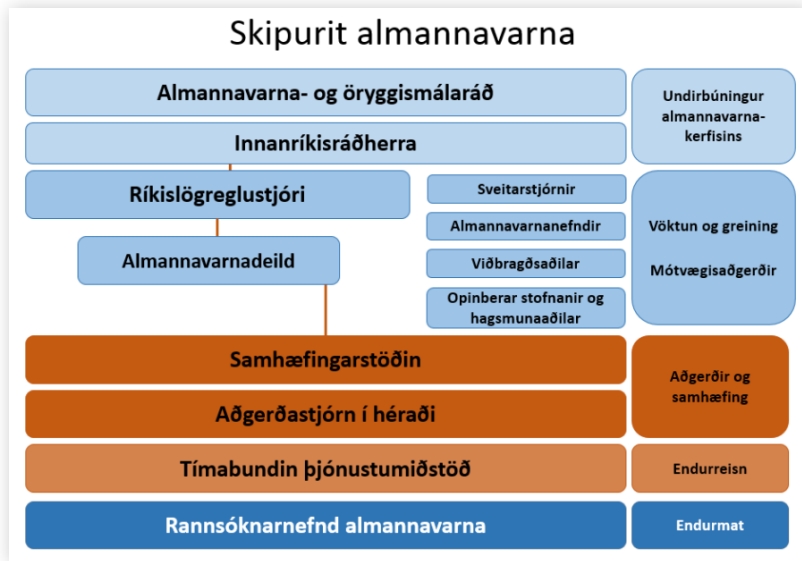 Skipurit almannavarna
Almannavarna- og öryggismálaráð
Innanríkisráðherra
Undirbúningur
almannavarna-
kerfisins
Ríkislögreglustjóri
Almannavarnadeild
Sveitarstjórnir
Almannavarnanefndir
Viðbragðsaðilar
Opinberar stofnanir og
hagsmunaaðilar
Vöktun og greining
Mótvægisaðgerðir
Samhæfingarstöðin
Aðgerðastjórn í héraði
Aðgerðir og
samhæfing
Tímabundin þjónustumiðstöð
Endurreisn
Rannsóknarnefnd almannavarna
Endurmat